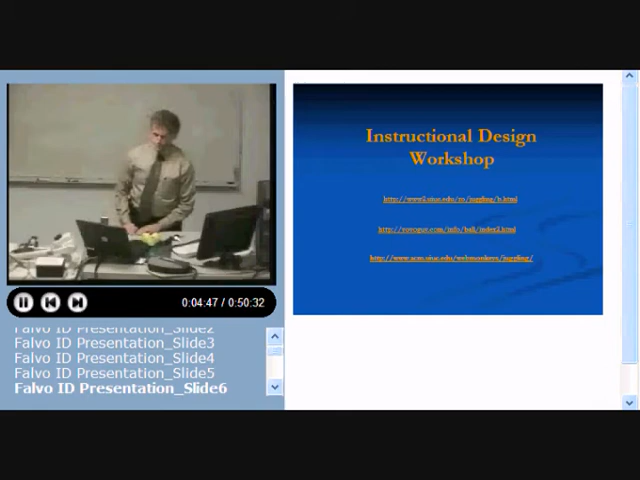 Instructional Design
Workshop
0:04:47 / 0:50:32
Falvo ID Presentation_Slide2
Falvo ID Presentation_Slide3
Falvo ID Presentation_Slide4
Falvo ID Presentation_Slide5
Falvo ID Presentation_Slide6